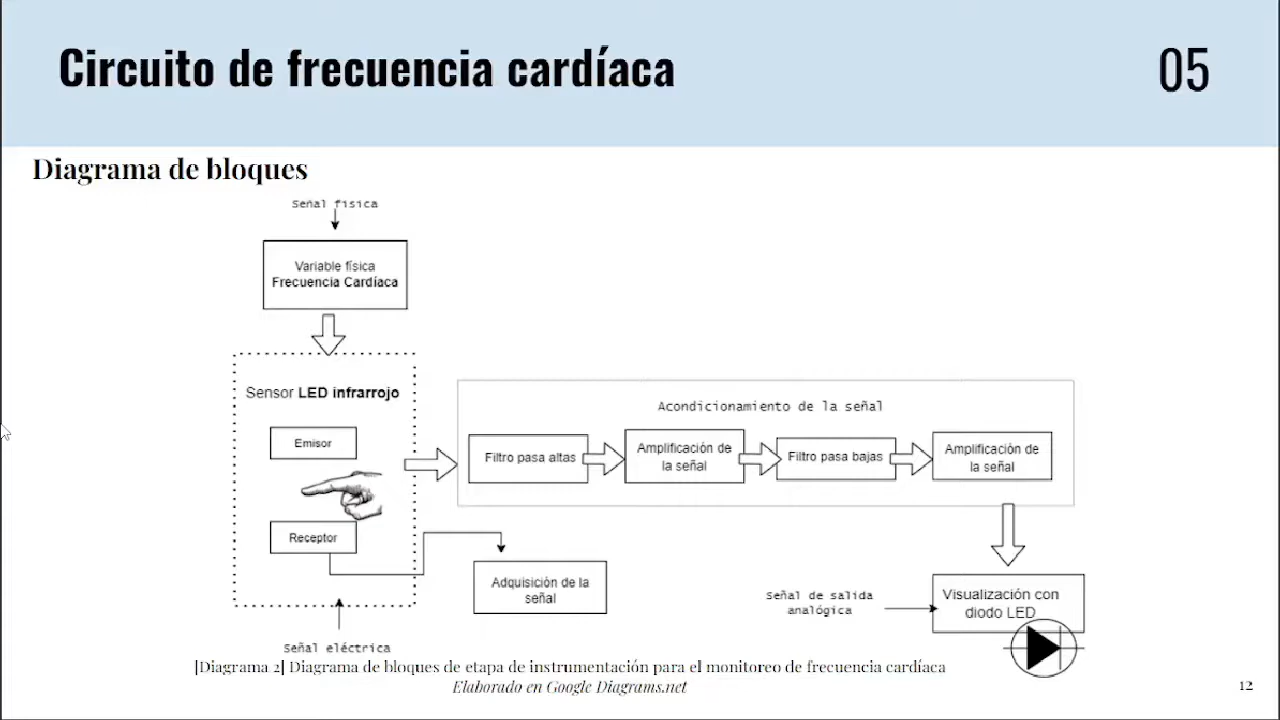 Circuito de frecuencia cardíaca
05
Diagrama de bloques
Señal física
Variable física
Frecuencia Cardíaca
Sensor LED infrarrojo
Emisor
Receptor
Señal eléctrica
Adquisición de la
señal
Acondicionamiento de la señal
Filtro pasa altas
Amplificación de
la señal
Filtro pasa bajas
Amplificación de
la señal
Señal de salida
analógica
Visualización con
diodo LED
[Diagrama 2] Diagrama de bloques de etapa de instrumentación para el monitoreo de frecuencia cardíaca
Elaborado en Google Diagrams.net
12